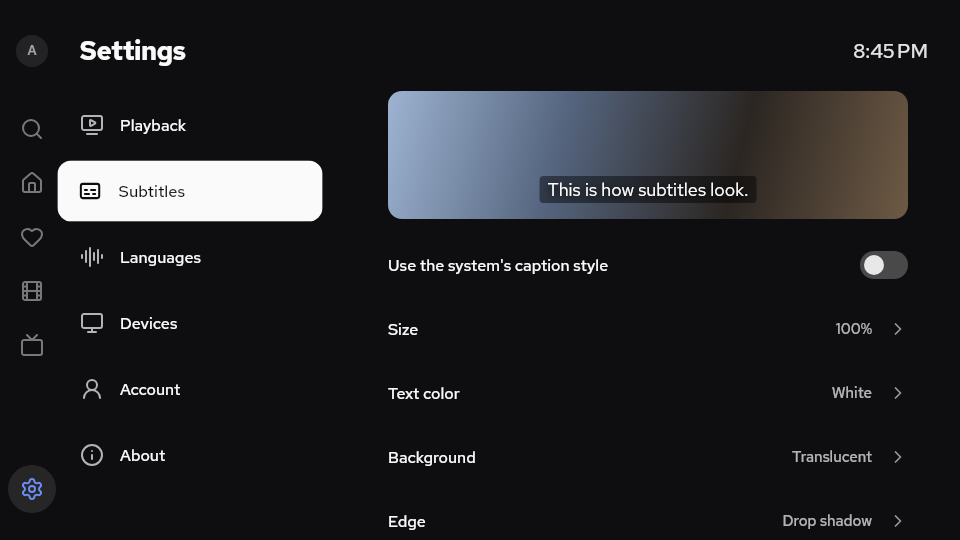 A
Settings
8:45 PM
Playback
Subtitles
Languages
Devices
Account
About
This is how subtitles look.
Use the system's caption style
Size
100%
Text color
White
Background
Translucent
Edge
Drop shadow